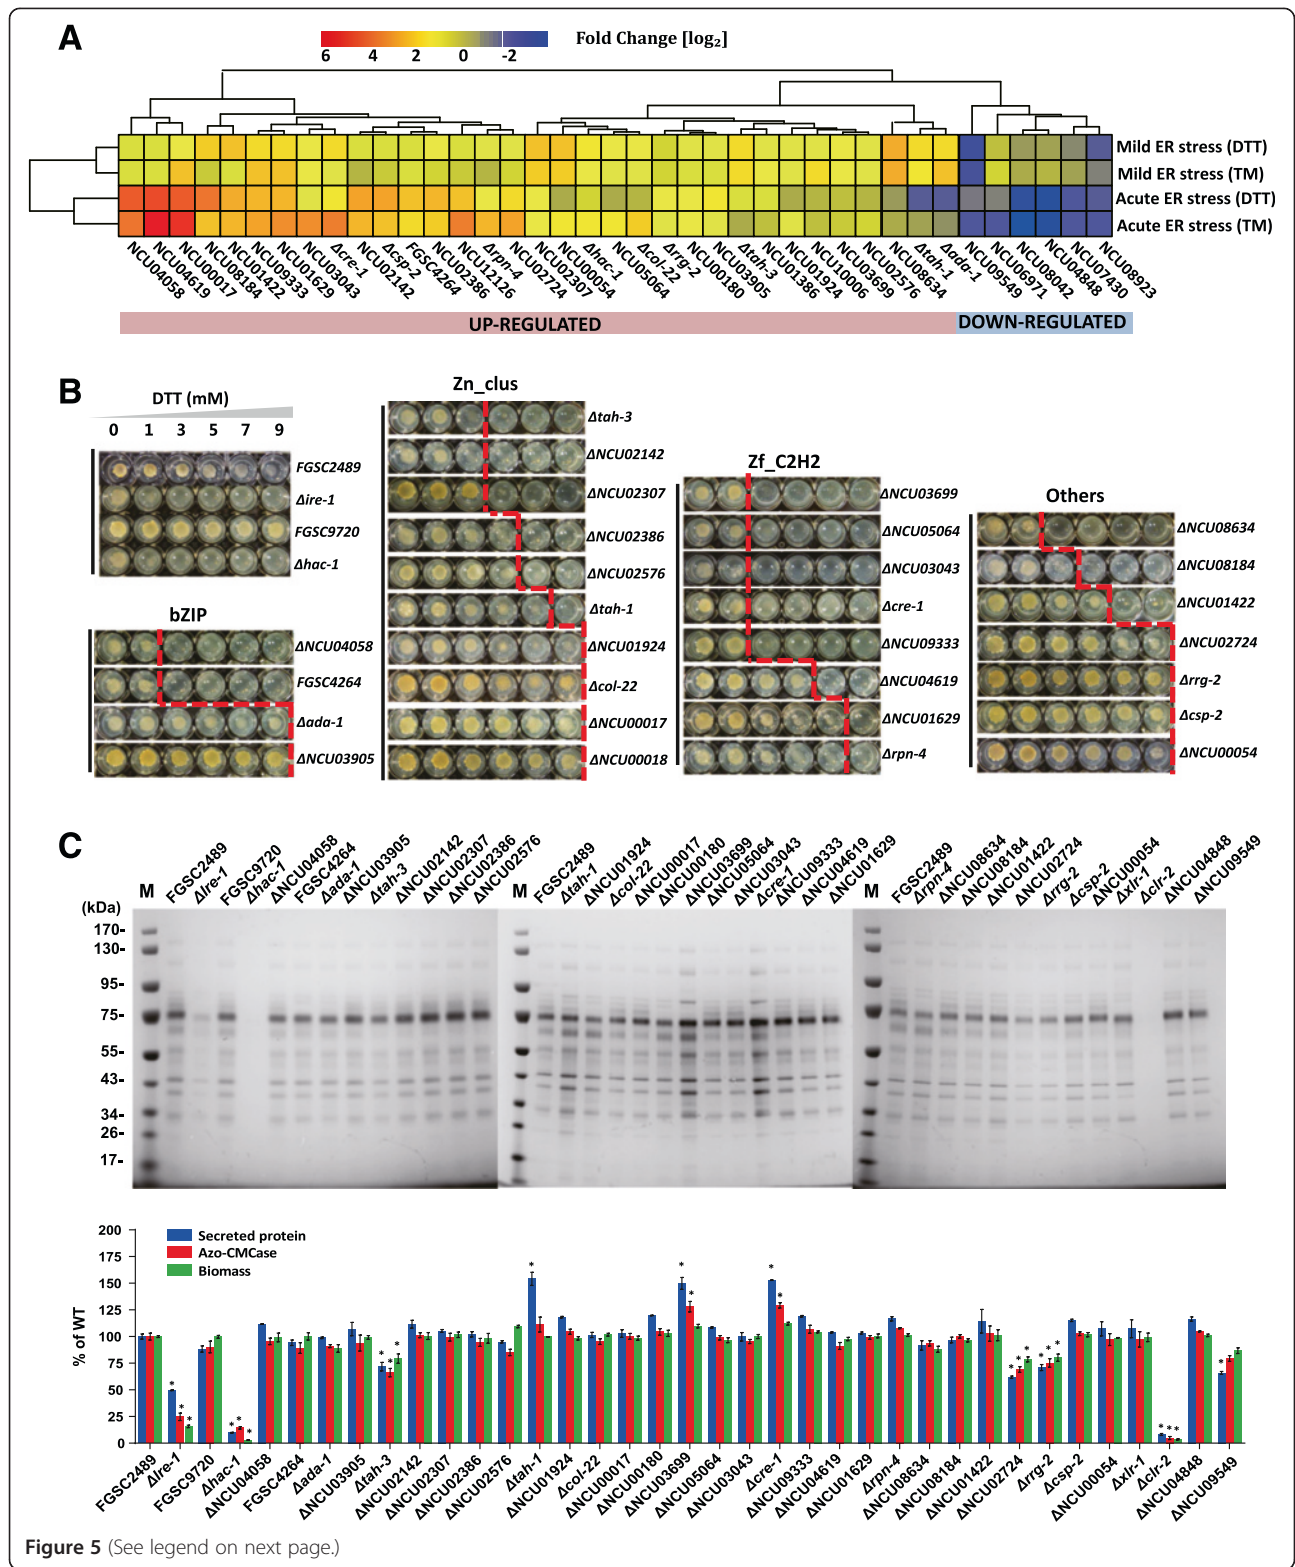 A
Fold Change [log₂]
6 4 2 0 -2
Mild ER stress (DTT)
Mild ER stress (TM)
Acute ER stress (DTT)
Acute ER stress (TM)
NCU04058 NCU04619 NCU00017 NCU08184 NCU01422 NCU09333 NCU01629 NCU03043 Δcre-1 NCU02142 Δcsp-2 FGSC4264 NCU02386 NCU12126 Δrpn-4 NCU02724 NCU02307 NCU00054 Δhac-1 NCU05064 Δcol-22 Δrrg-2 NCU00180 NCU03905 Δtah-3 NCU01386 NCU01924 NCU10006 NCU03699 NCU02576 NCU08634 Δtah-1 Δada-1 NCU09549 NCU06971 NCU08042 NCU04848 NCU07430 NCU08923
UP-REGULATED DOWN-REGULATED
B
DTT (mM)
0 1 3 5 7 9
FGSC2489
Δire-1
FGSC9720
Δhac-1
bZIP
ΔNCU04058
FGSC4264
Δada-1
ΔNCU03905
Zn_clus
Δtah-3
ΔNCU02142
ΔNCU02307
ΔNCU02386
ΔNCU02576
Δtah-1
ΔNCU01924
Δcol-22
ΔNCU00017
ΔNCU00018
Zf_C2H2
ΔNCU03699
ΔNCU05064
ΔNCU03043
Δcre-1
ΔNCU09333
ΔNCU04619
ΔNCU01629
Δrpn-4
Others
ΔNCU08634
ΔNCU08184
ΔNCU01422
ΔNCU02724
Δrrg-2
Δcsp-2
ΔNCU00054
C
M FGSC2489 ΔIre-1 FGSC9720 Δhac-1 ΔNCU04058 FGSC4264 Δada-1 ΔNCU03905 Δtah-3 ΔNCU02142 ΔNCU02307 ΔNCU02386 ΔNCU02576
M FGSC2489 Δtah-1 ΔNCU01924 Δcol-22 ΔNCU00017 ΔNCU00180 ΔNCU03699 ΔNCU05064 ΔNCU03043 Δcre-1 ΔNCU09333 ΔNCU04619 ΔNCU01629
M FGSC2489 Δrpn-4 ΔNCU08634 ΔNCU08184 ΔNCU01422 ΔNCU02724 Δrrg-2 Δcsp-2 ΔNCU00054 Δxlr-1 Δclr-2 ΔNCU04848 ΔNCU09549
(kDa)
170-
130-
95-
75-
55-
43-
34-
26-
17-
% of WT
200
175
150
125
100
75
50
25
0
Secreted protein
Azo-CMCase
Biomass
FGSC2489 ΔIre-1 FGSC9720 Δhac-1 ΔNCU04058 FGSC4264 Δada-1 ΔNCU03905 Δtah-3 ΔNCU02142 ΔNCU02307 ΔNCU02386 ΔNCU02576 Δtah-1 ΔNCU01924 Δcol-22 ΔNCU00017 ΔNCU00180 ΔNCU03699 ΔNCU05064 ΔNCU03043 Δcre-1 ΔNCU09333 ΔNCU04619 ΔNCU01629 Δrpn-4 ΔNCU08634 ΔNCU08184 ΔNCU01422 ΔNCU02724 Δrrg-2 Δcsp-2 ΔNCU00054 Δxlr-1 Δclr-2 ΔNCU04848 ΔNCU09549
Figure 5 (See legend on next page.)